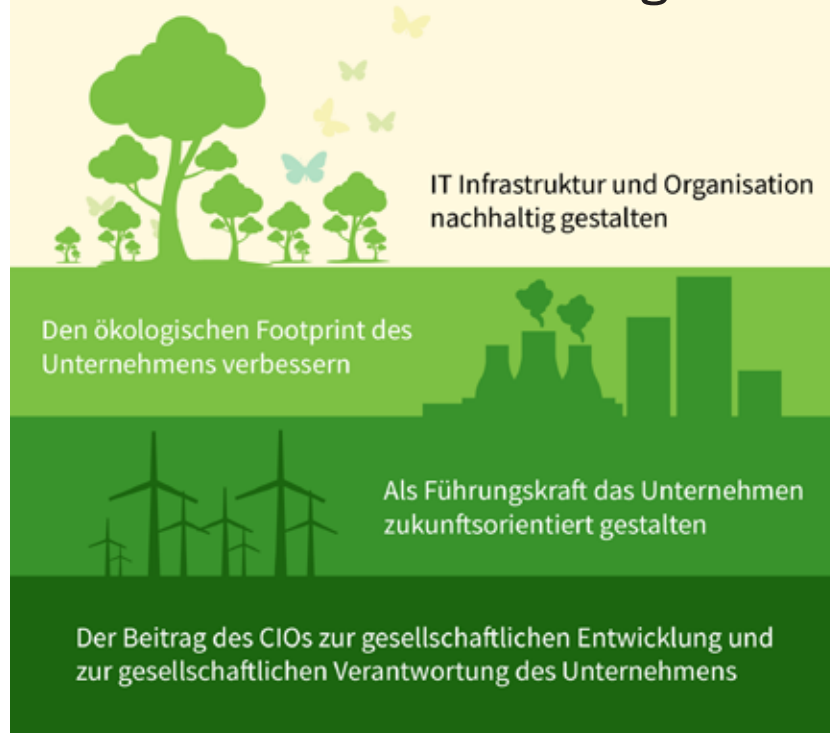 IT Infrastruktur und Organisation
nachhaltig gestalten
Den ökologischen Footprint des
Unternehmens verbessern
Als Führungskraft das Unternehmen
zukunftsorientiert gestalten
Der Beitrag des CIOs zur gesellschaftlichen Entwicklung und
zur gesellschaftlichen Verantwortung des Unternehmens